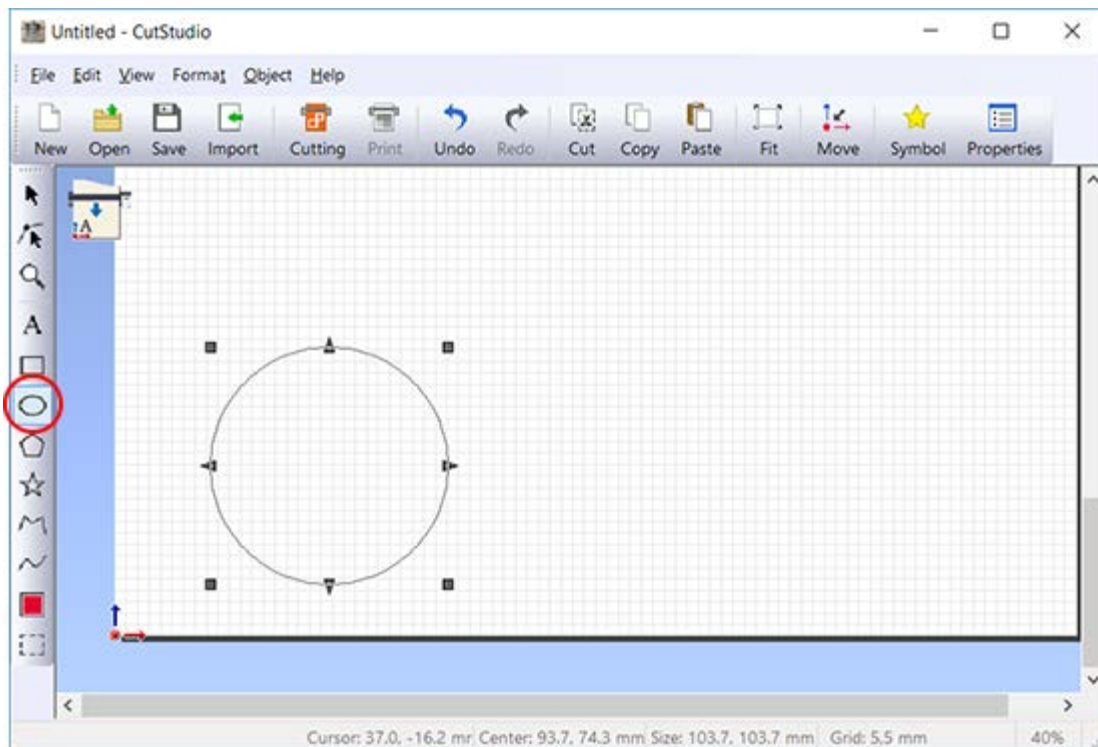 Untitled - CutStudio
File Edit View Format Object Help
New Open Save Import Cutting Print Undo Redo Cut Copy Paste Fit Move Symbol Properties
A
A
Cursor: 37.0, -16.2 mr Center: 93.7, 74.3 mm Size: 103.7, 103.7 mm Grid: 5.5 mm 40%